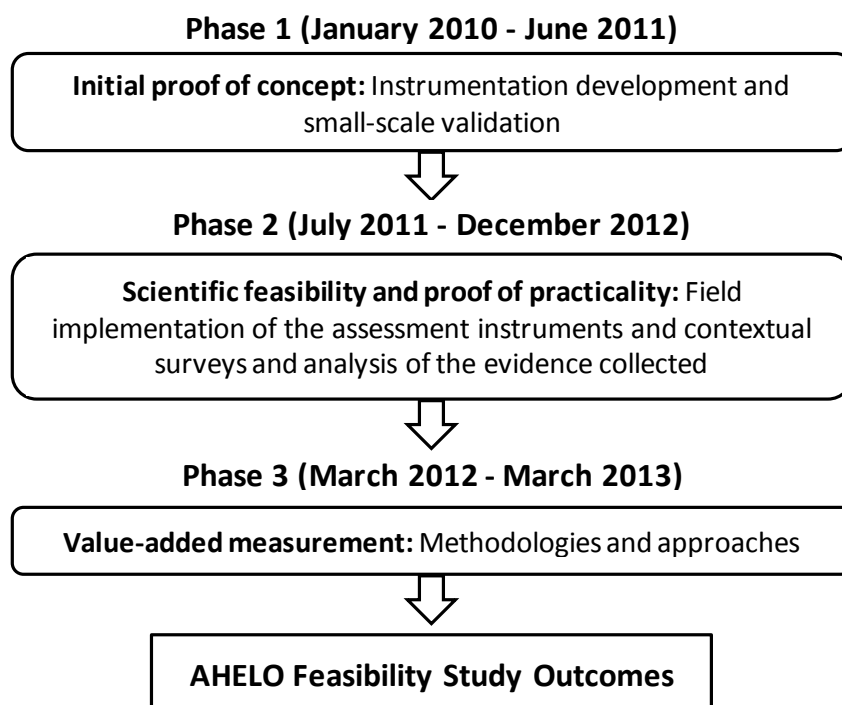 Phase 1 (January 2010 - June 2011)
Initial proof of concept: Instrumentation development and
small-scale validation
Phase 2 (July 2011 - December 2012)
Scientific feasibility and proof of practicality: Field
implementation of the assessment instruments and contextual
surveys and analysis of the evidence collected
Phase 3 (March 2012 - March 2013)
Value-added measurement: Methodologies and approaches
AHELO Feasibility Study Outcomes